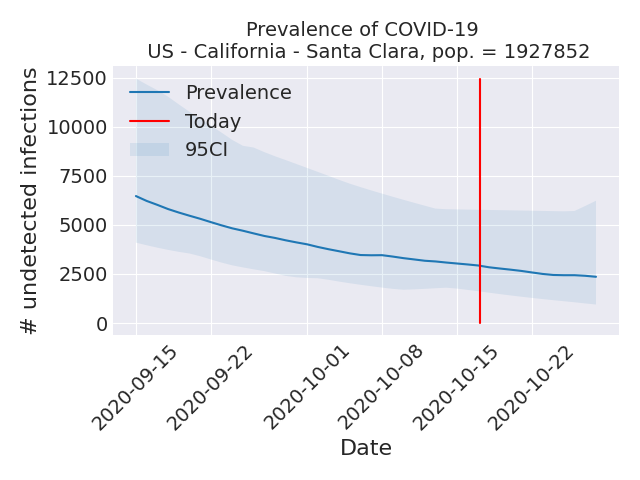 Prevalence of COVID-19
US - California - Santa Clara, pop. = 1927852
# undetected infections
12500
10000
7500
5000
2500
0
Prevalence
Today
95CI
2020-09-15
2020-09-22
2020-10-01
2020-10-08
2020-10-15
2020-10-22
Date